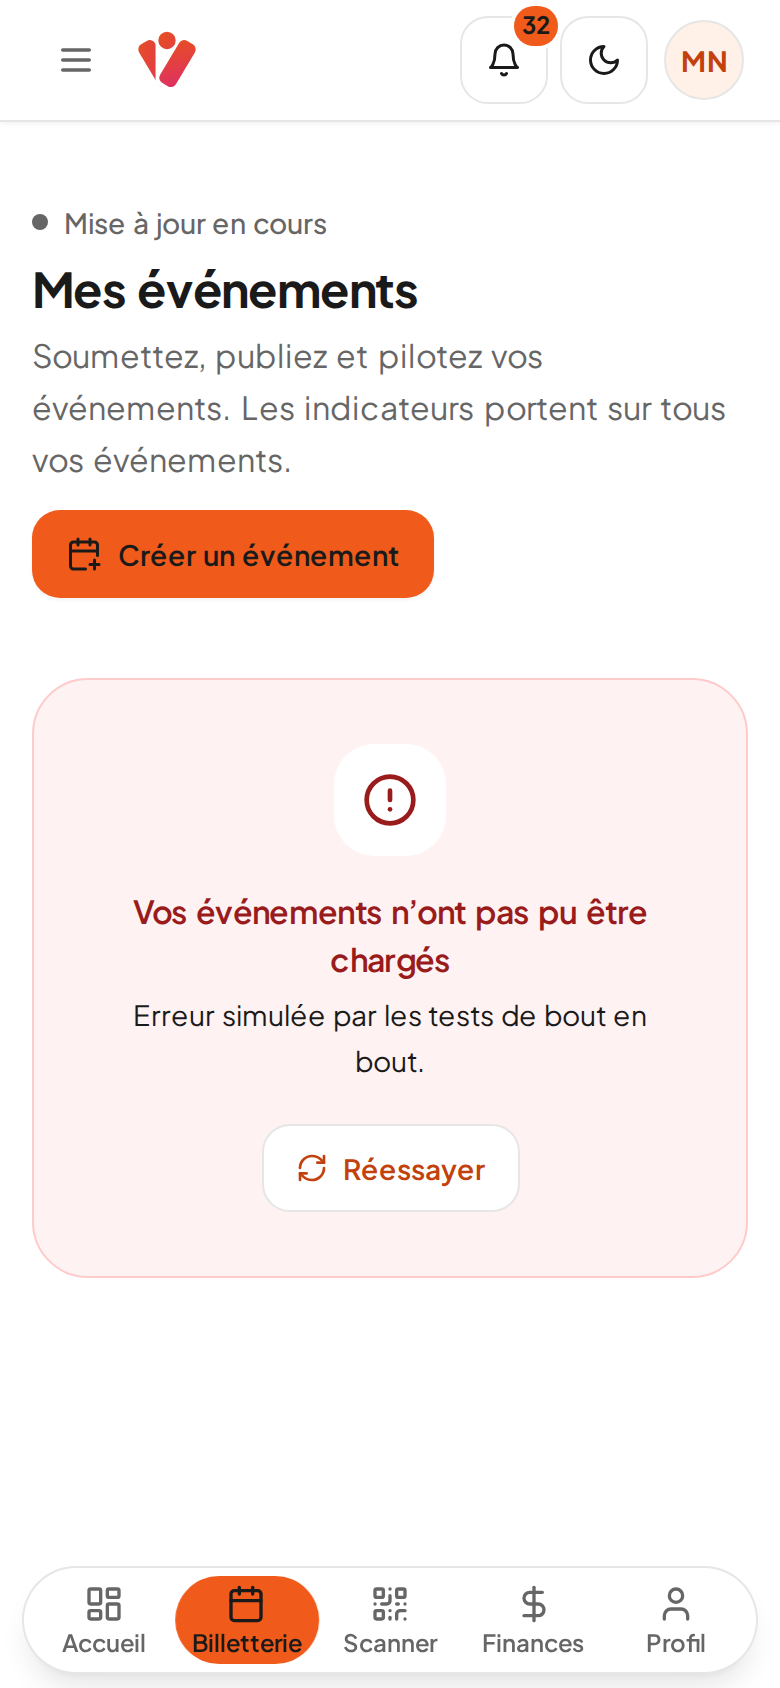 32
MN
Mise à jour en cours
Mes événements
Soumettez, publiez et pilotez vos
événements. Les indicateurs portent sur tous
vos événements.
Créer un événement
Vos événements n’ont pas pu être
chargés
Erreur simulée par les tests de bout en
bout.
Réessayer
Accueil
Billetterie
Scanner
Finances
Profil